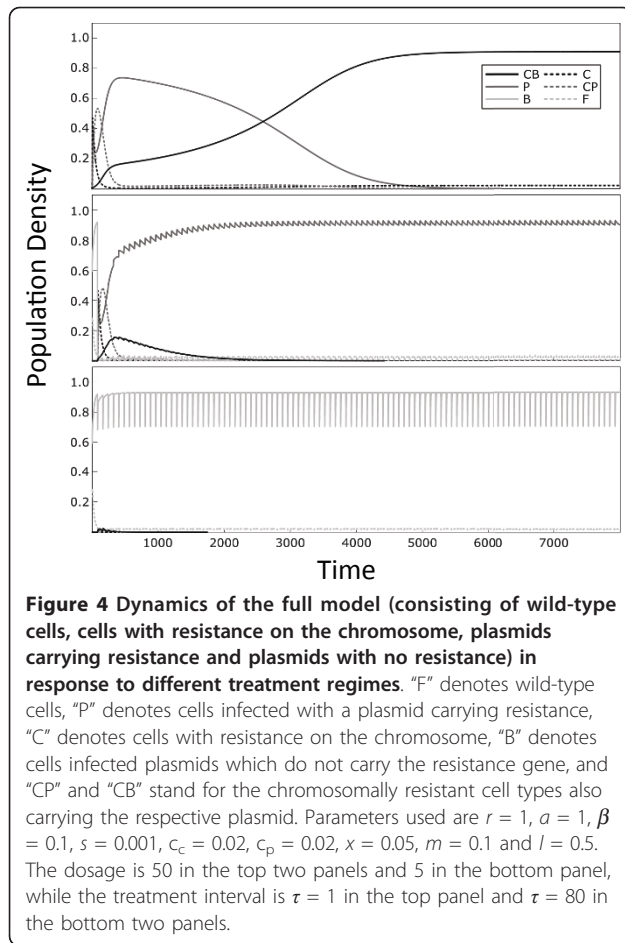 1.0
0.8
0.6
0.4
0.2
CB C
P CP
B F
1.0
0.8
0.6
0.4
0.2
Population Density
1.0
0.8
0.6
0.4
0.2
1000 2000 3000 4000 5000 6000 7000
Time
Figure 4 Dynamics of the full model (consisting of wild-type
cells, cells with resistance on the chromosome, plasmids
carrying resistance and plasmids with no resistance) in
response to different treatment regimes. "F" denotes wild-type
cells, "P" denotes cells infected with a plasmid carrying resistance,
"C" denotes cells with resistance on the chromosome, "B" denotes
cells infected plasmids which do not carry the resistance gene, and
"CP" and "CB" stand for the chromosomally resistant cell types also
carrying the respective plasmid. Parameters used are r = 1, a = 1, β
= 0.1, s = 0.001, cc = 0.02, cp = 0.02, x = 0.05, m = 0.1 and l = 0.5.
The dosage is 50 in the top two panels and 5 in the bottom panel,
while the treatment interval is τ = 1 in the top panel and τ = 80 in
the bottom two panels.